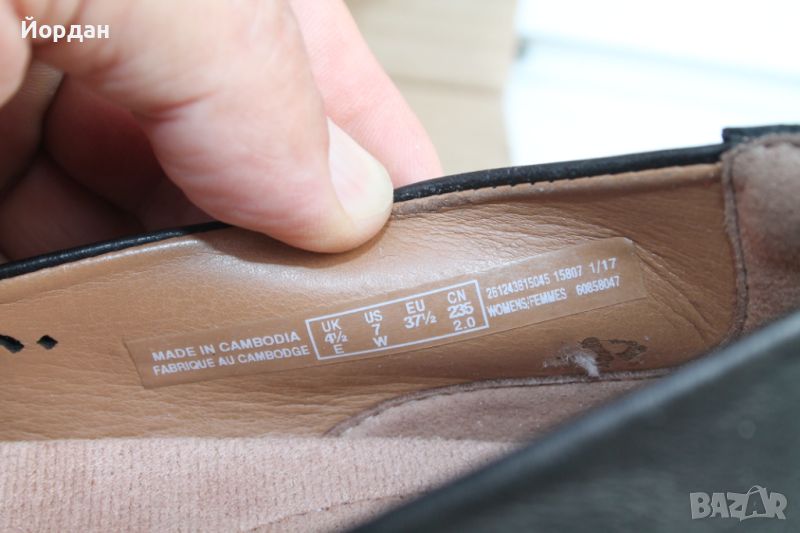 Йордан
MADE IN CAMBODIA
FABRIQUE AU CAMBODGE
UK US EU CN
4½ 7 37½ 235
E W 2.0
261243815045 15807 1/17
WOMENS/FEMMES 60858047
BAZAR